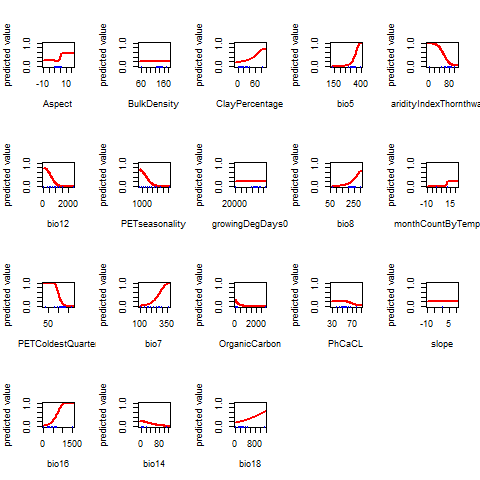 predicted value 0.0 1.0 -10 10 Aspect
predicted value 0.0 1.0 60 160 BulkDensity
predicted value 0.0 1.0 0 60 ClayPercentage
predicted value 0.0 1.0 150 400 bio5
predicted value 0.0 1.0 0 80 aridityIndexThornthwa
predicted value 0.0 1.0 0 2000 bio12
predicted value 0.0 1.0 1000 PETseasonality
predicted value 0.0 1.0 20000 growingDegDays0
predicted value 0.0 1.0 50 250 bio8
predicted value 0.0 1.0 -10 15 monthCountByTemp
predicted value 0.0 1.0 50 PETColdestQuarte
predicted value 0.0 1.0 100 350 bio7
predicted value 0.0 1.0 0 2000 OrganicCarbon
predicted value 0.0 1.0 30 70 PhCaCL
predicted value 0.0 1.0 -10 5 slope
predicted value 0.0 1.0 0 1500 bio16
predicted value 0.0 1.0 0 80 bio14
predicted value 0.0 1.0 0 800 bio18